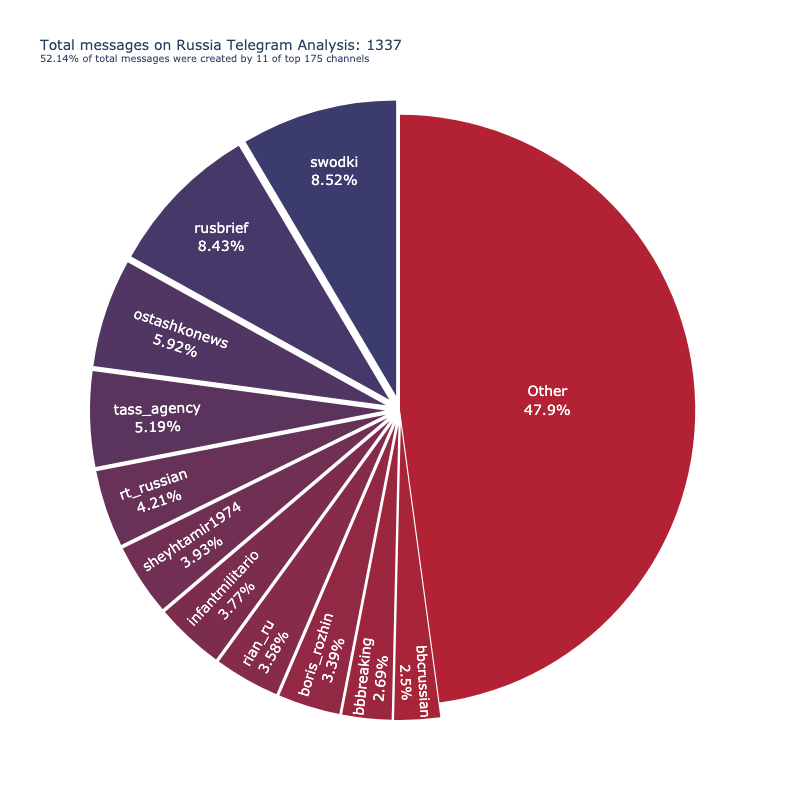 Total messages on Russia Telegram Analysis: 1337
52.14% of total messages were created by 11 of top 175 channels
swodki
8.52%
rusbrief
8.43%
ostashkonews
5.92%
tass_agency
5.19%
rt_russian
4.21%
sheyhtamir1974
3.93%
infantmilitario
3.77%
rian_ru
3.58%
boris_rozhin
3.39%
bbbreaking
2.69%
bbcrussian
2.5%
Other
47.9%